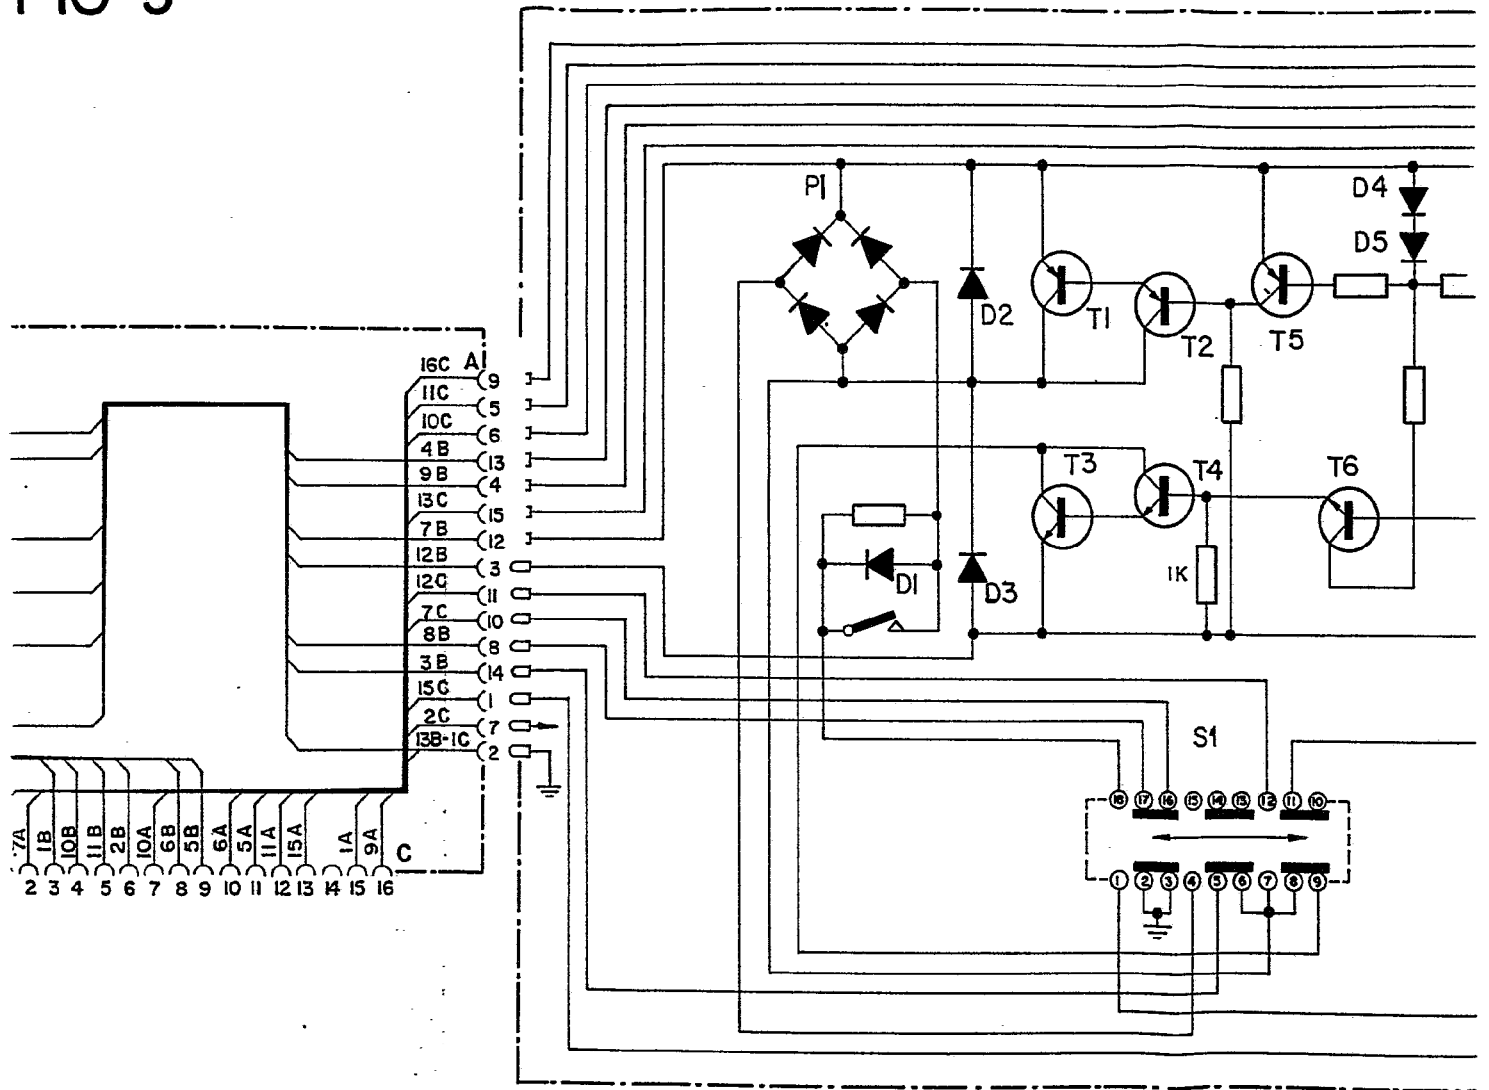 P1
D4
D5
D2
T1
T2
T5
16C A 9
11C 5
10C 6
4B 13
9B 4
13C 15
7B 12
12B 3
12C 11
7C 10
8B 8
3B 14
15C 1
2C 7
13B-1C 2
T3
T4
T6
D1
D3
1K
S1
18 17 16 15 14 13 12 11 10
1 2 3 4 5 6 7 8 9
7A 1B 10B 11B 2B 10A 6B 5B 6A 5A 11A 15A 1A 9A C
2 3 4 5 6 7 8 9 10 11 12 13 14 15 16